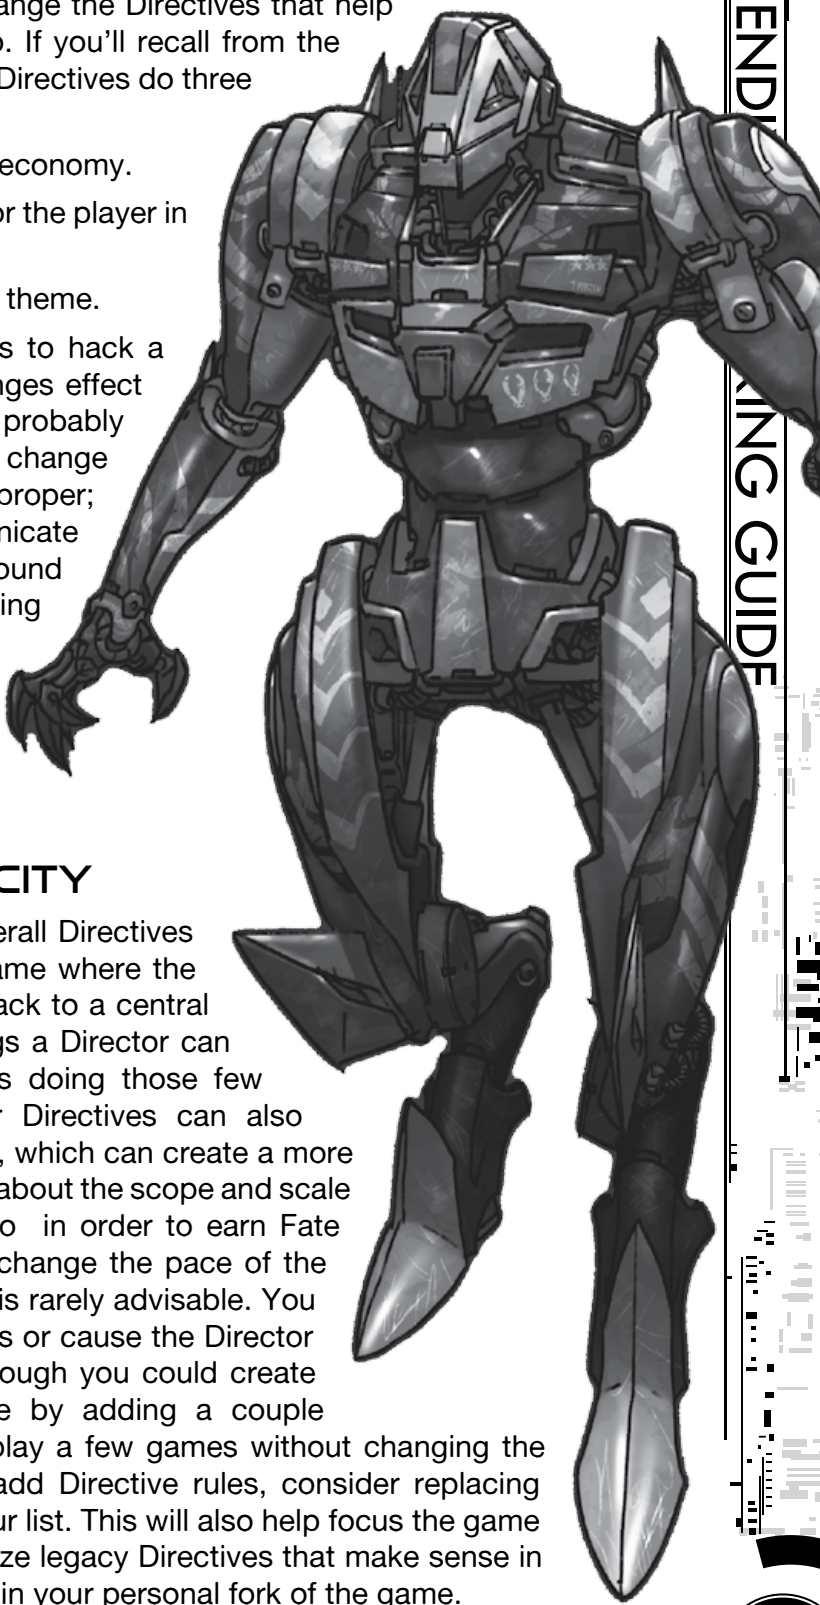 ange the Directives that help
o. If you’ll recall from the
Directives do three
economy.
or the player in
theme.
s to hack a
nges effect
probably
change
proper;
nicate
ound
ing
CITY
erall Directives
ame where the
ack to a central
gs a Director can
s doing those few
r Directives can also
, which can create a more
about the scope and scale
o in order to earn Fate
change the pace of the
is rarely advisable. You
s or cause the Director
ough you could create
e by adding a couple
play a few games without changing the
add Directive rules, consider replacing
ur list. This will also help focus the game
ze legacy Directives that make sense in
in your personal fork of the game.
ENDI
KING GUIDE